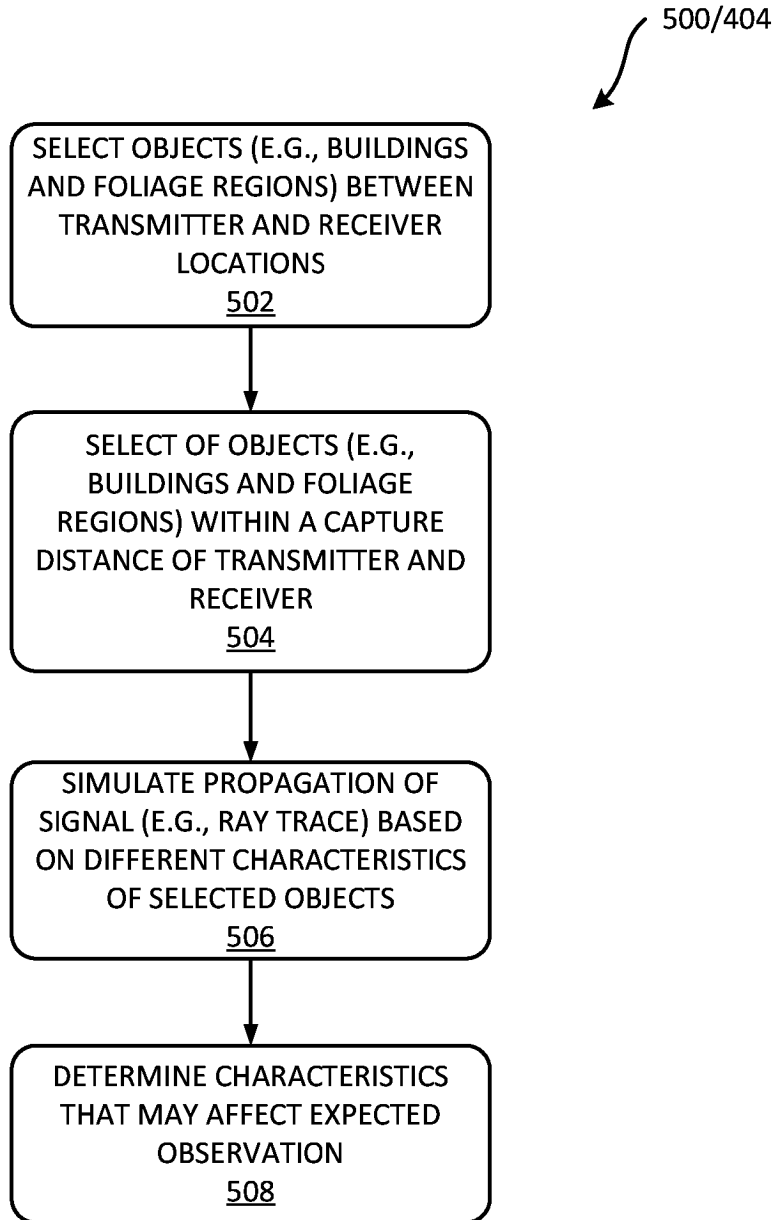 500/404
SELECT OBJECTS (E.G., BUILDINGS
AND FOLIAGE REGIONS) BETWEEN
TRANSMITTER AND RECEIVER
LOCATIONS
502
SELECT OF OBJECTS (E.G.,
BUILDINGS AND FOLIAGE
REGIONS) WITHIN A CAPTURE
DISTANCE OF TRANSMITTER AND
RECEIVER
504
SIMULATE PROPAGATION OF
SIGNAL (E.G., RAY TRACE) BASED
ON DIFFERENT CHARACTERISTICS
OF SELECTED OBJECTS
506
DETERMINE CHARACTERISTICS
THAT MAY AFFECT EXPECTED
OBSERVATION
508